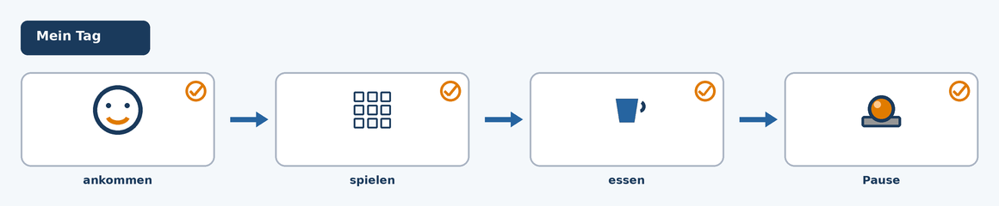 Mein Tag
ankommen
spielen
essen
Pause